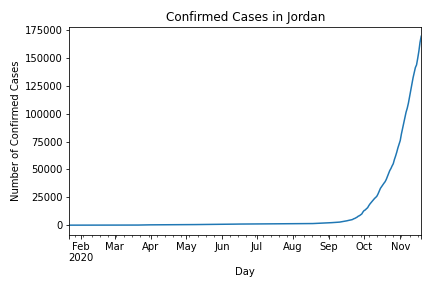 Confirmed Cases in Jordan
Number of Confirmed Cases
175000
150000
125000
100000
75000
50000
25000
0
Feb Mar Apr May Jun Jul Aug Sep Oct Nov
2020
Day